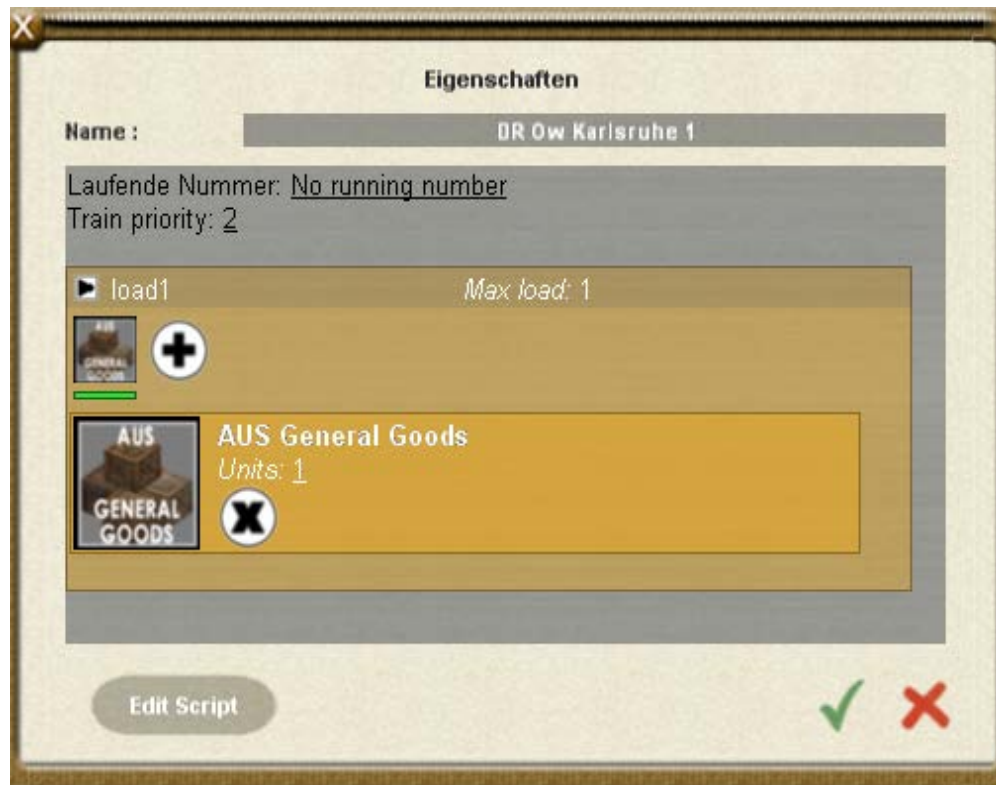 X
Eigenschaften
Name : DR Ow Karlsruhe 1
Laufende Nummer: No running number
Train priority: 2
load1 Max load: 1
AUS
GENERAL
GOODS
AUS
GENERAL
GOODS
AUS General Goods
Units: 1
Edit Script